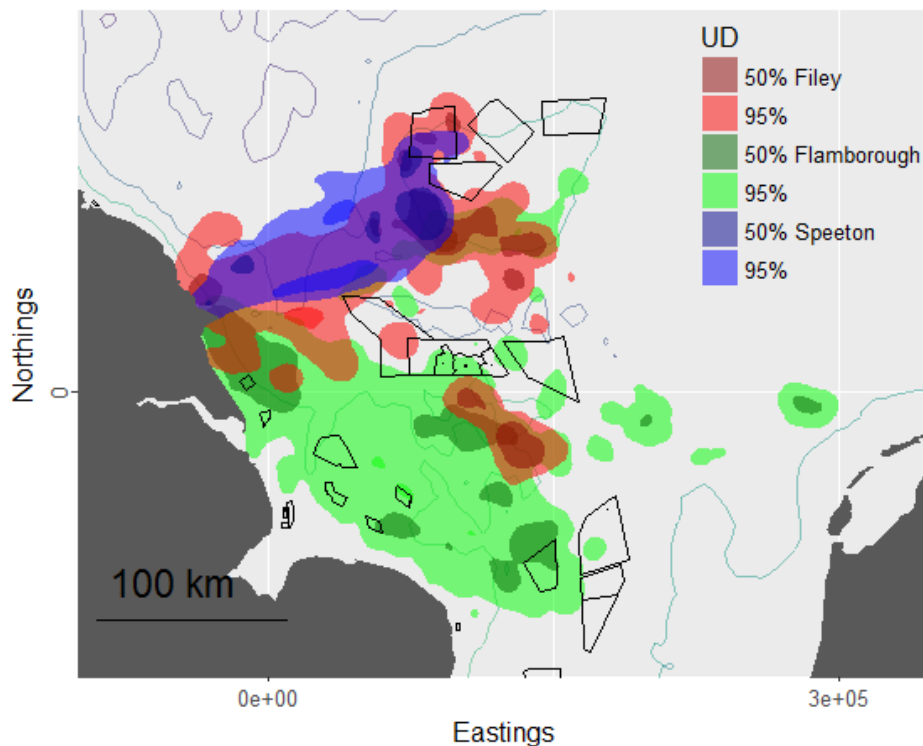 UD
50% Filey
95%
50% Flamborough
95%
50% Speeton
95%
Northings
0
100 km
0e+00
3e+05
Eastings